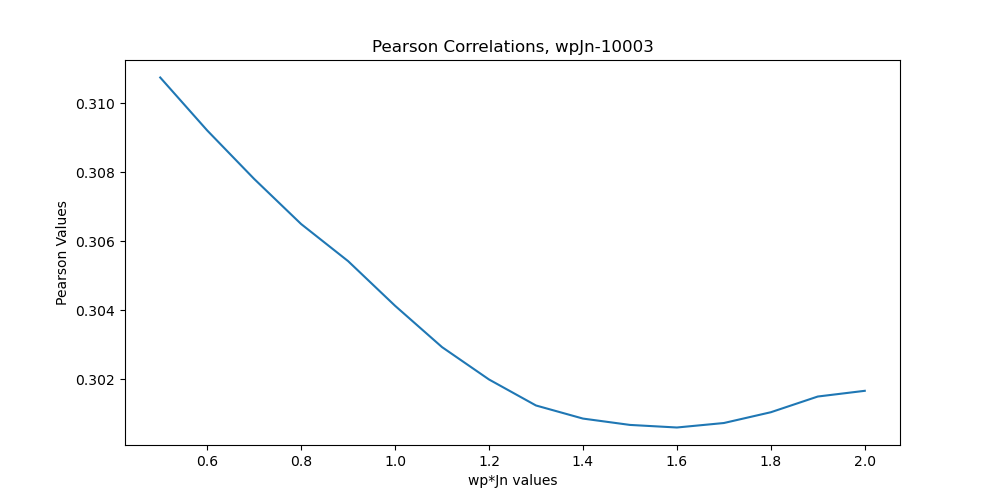 Pearson Correlations, wpJn-10003
0.310
0.308
0.306
0.304
0.302
Pearson Values
0.6 0.8 1.0 1.2 1.4 1.6 1.8 2.0
wp*Jn values